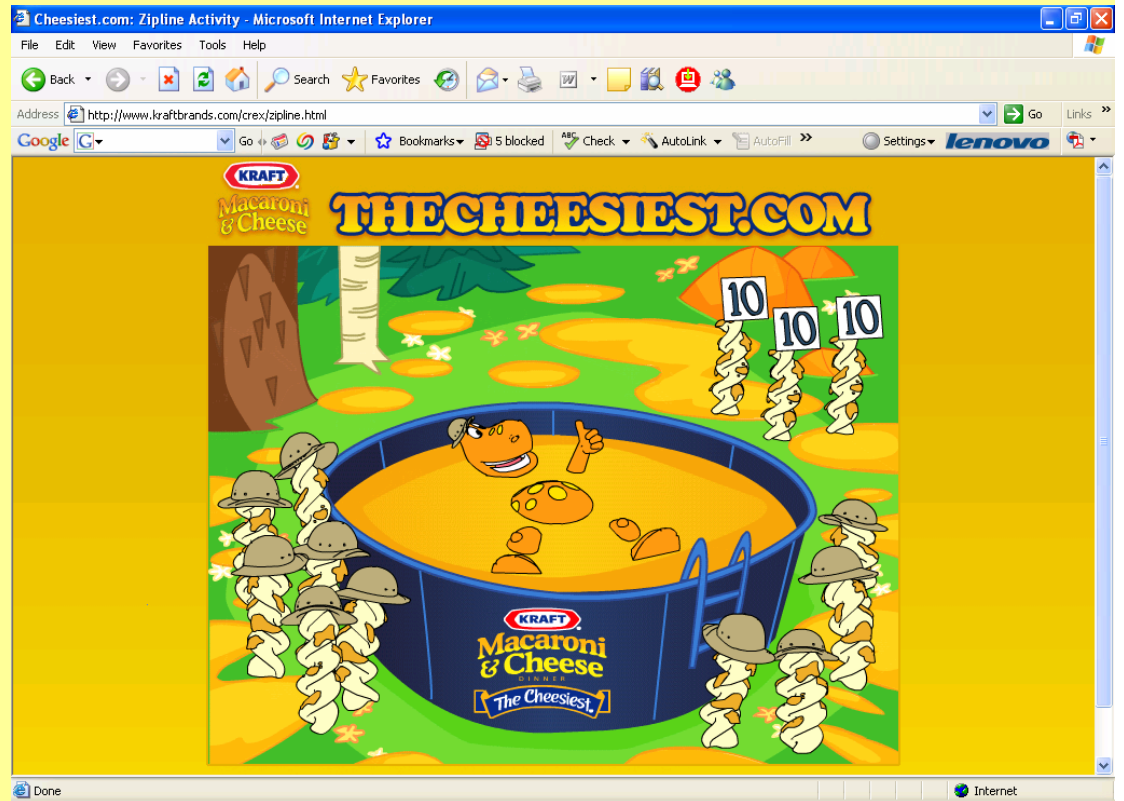 Cheesiest.com: Zipline Activity - Microsoft Internet Explorer
File Edit View Favorites Tools Help
Back Search Favorites
Address http://www.kraftbrands.com/crex/zipline.html Go Links »
Google G Go Bookmarks 5 blocked ABC Check AutoLink AutoFill » Settings lenovo
KRAFT
Macaroni
& Cheese
THECHEESIEST.COM
10
10
10
KRAFT
Macaroni
& Cheese
DINNER
The Cheesiest.
Done Internet